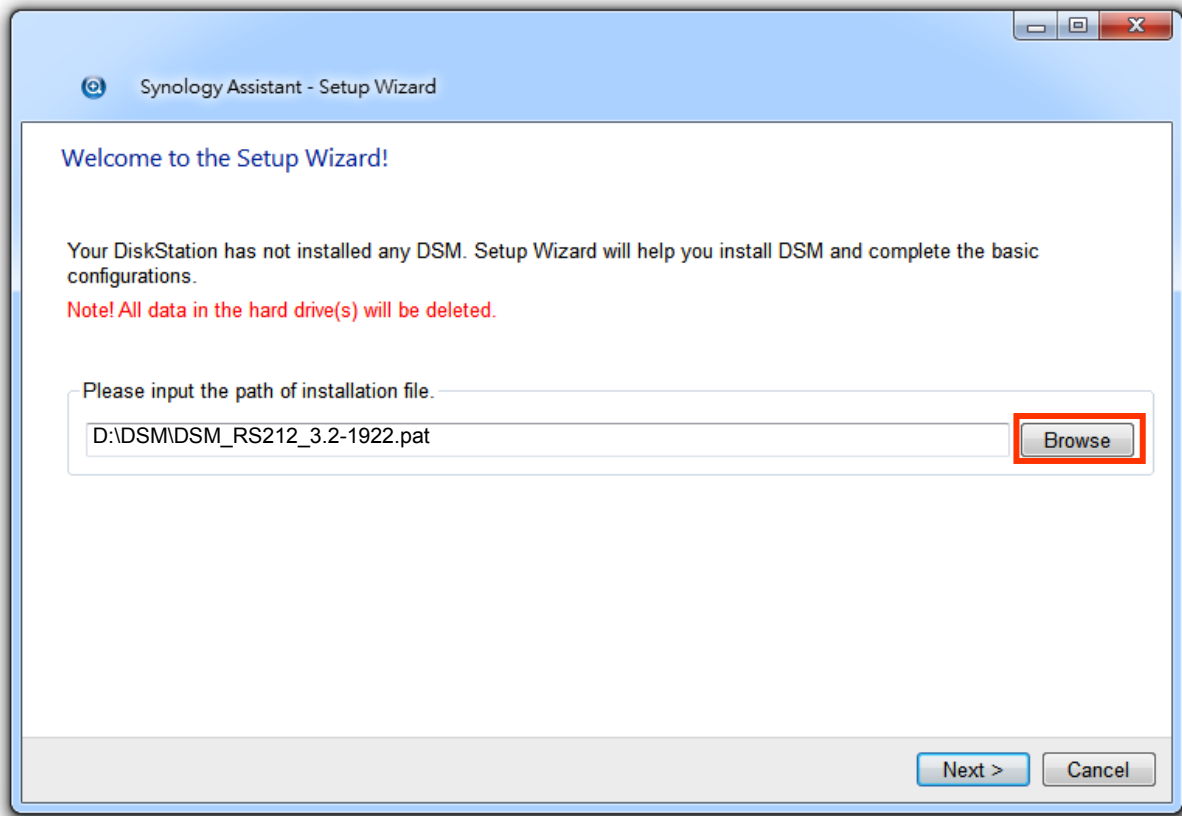 Synology Assistant - Setup Wizard
Welcome to the Setup Wizard!
Your DiskStation has not installed any DSM. Setup Wizard will help you install DSM and complete the basic
configurations.
Note! All data in the hard drive(s) will be deleted.
Please input the path of installation file.
D:\DSM\DSM_RS212_3.2-1922.pat
Browse
Next >
Cancel